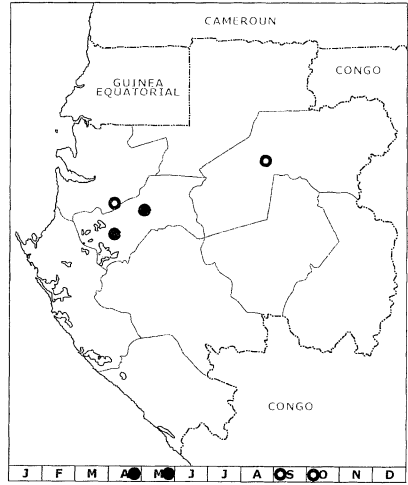 CAMEROUN
GUINEA
EQUATORIAL
CONGO
CONGO
J F M A M J J A S O N D